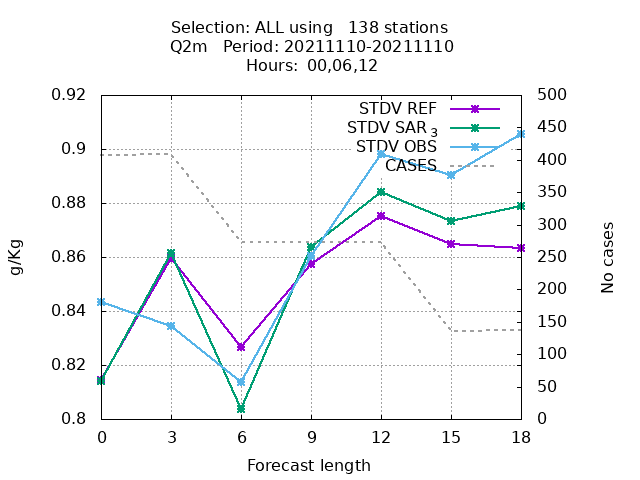 Selection: ALL using   138 stations
Q2m   Period: 20211110-20211110
Hours:  00,06,12
0.92
0.9
0.88
0.86
0.84
0.82
0.8
g/Kg
500
450
400
350
300
250
200
150
100
50
0
No cases
STDV REF
STDV SAR 3
STDV OBS
CASES
0 3 6 9 12 15 18
Forecast length